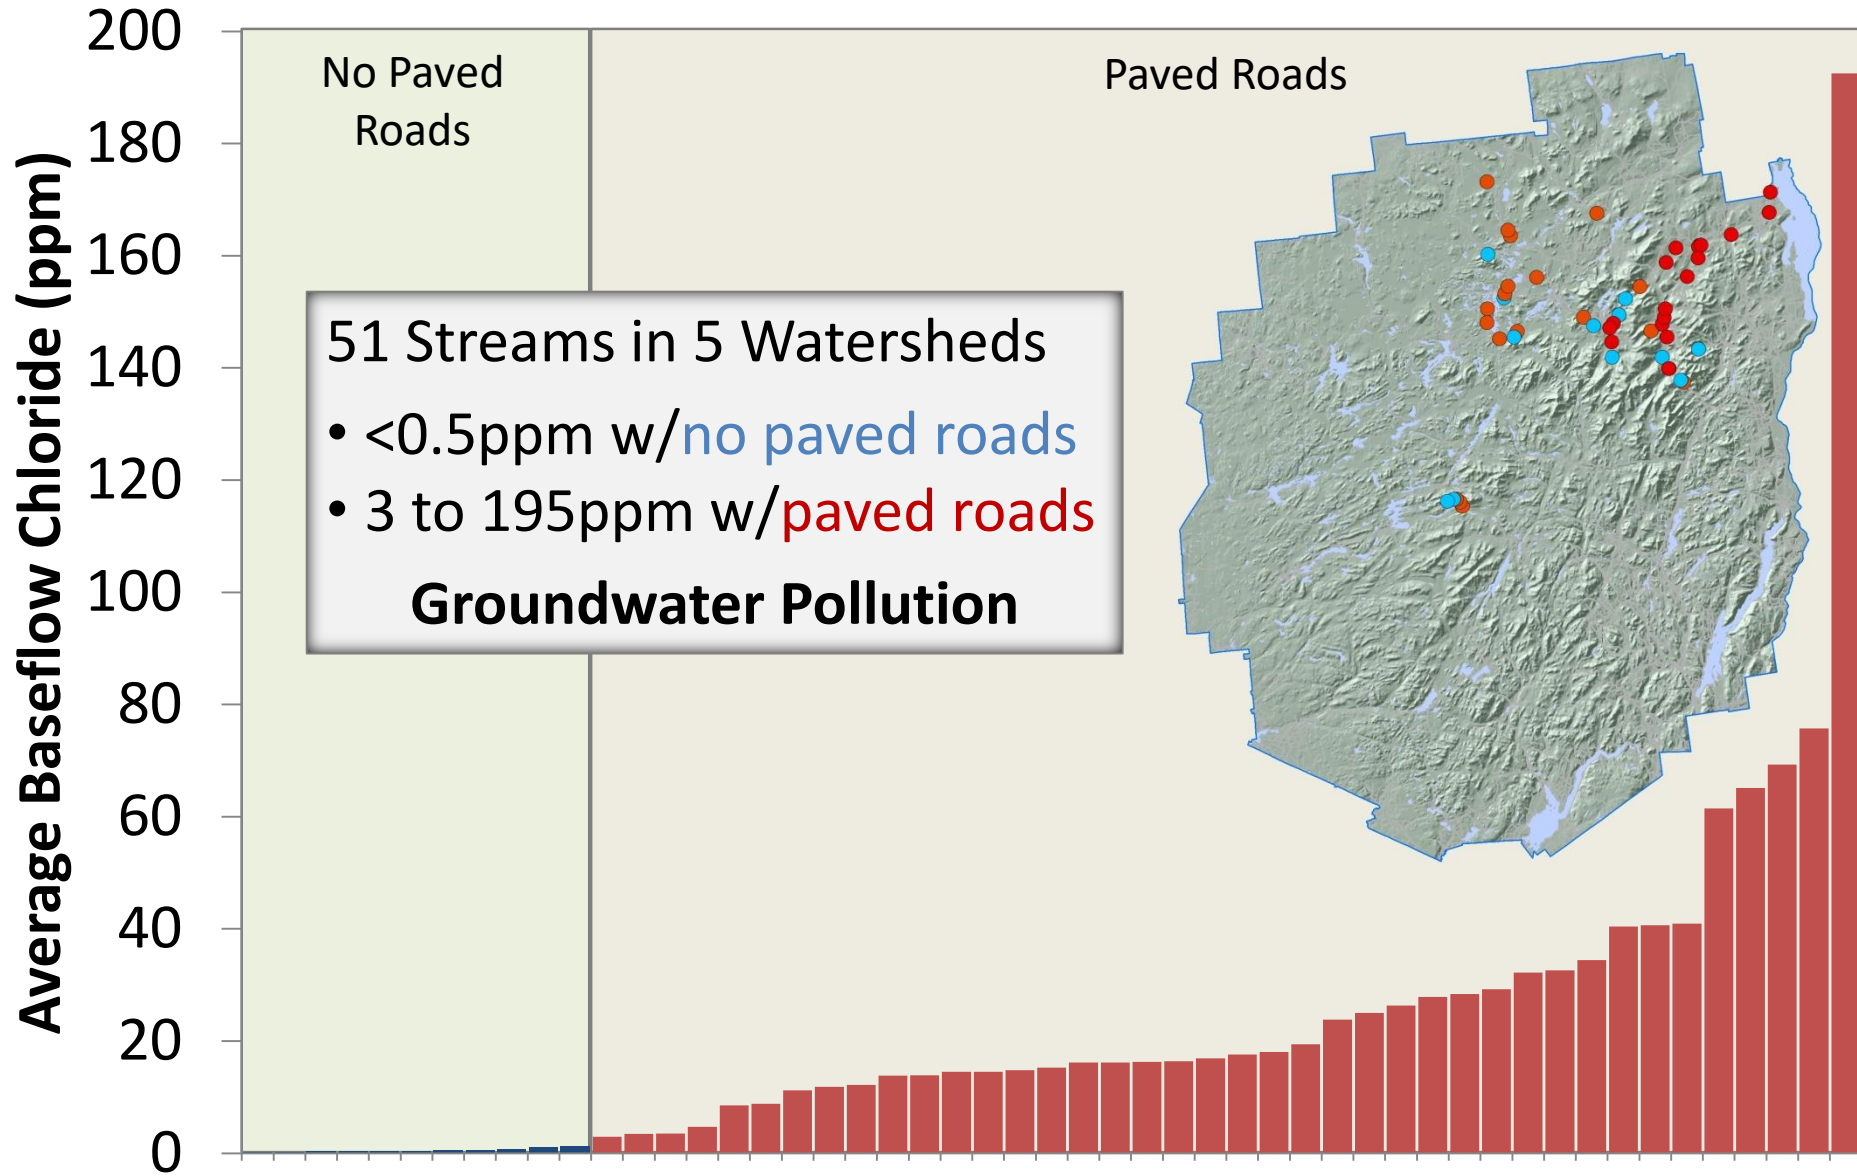 200
180
160
140
120
100
80
60
40
20
0
Average Baseflow Chloride (ppm)
No Paved
Roads
Paved Roads
51 Streams in 5 Watersheds
• <0.5ppm w/no paved roads
• 3 to 195ppm w/paved roads
Groundwater Pollution